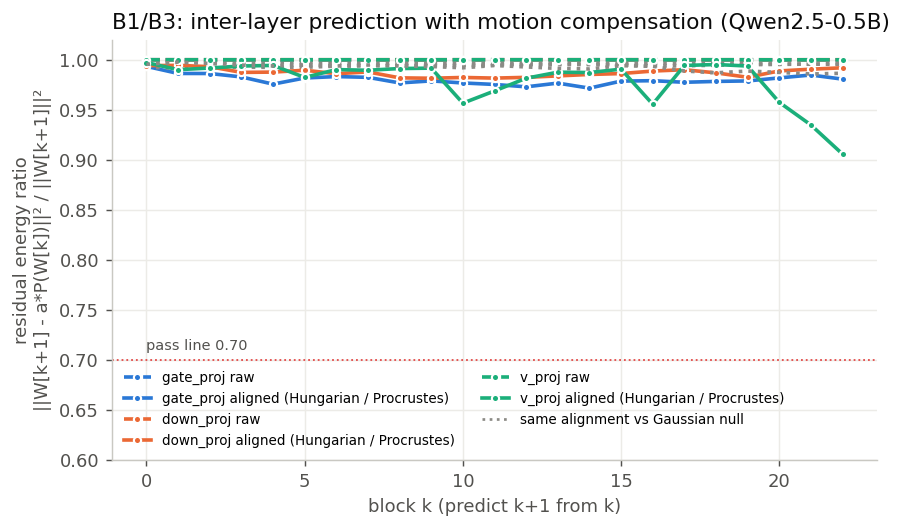 B1/B3: inter-layer prediction with motion compensation (Qwen2.5-0.5B)
residual energy ratio
||W[k+1] - a*P(W[k])||² / ||W[k+1]||²
1.00
0.95
0.90
0.85
0.80
0.75
0.70
0.65
0.60
pass line 0.70
gate_proj raw
gate_proj aligned (Hungarian / Procrustes)
down_proj raw
down_proj aligned (Hungarian / Procrustes)
v_proj raw
v_proj aligned (Hungarian / Procrustes)
same alignment vs Gaussian null
0 5 10 15 20
block k (predict k+1 from k)